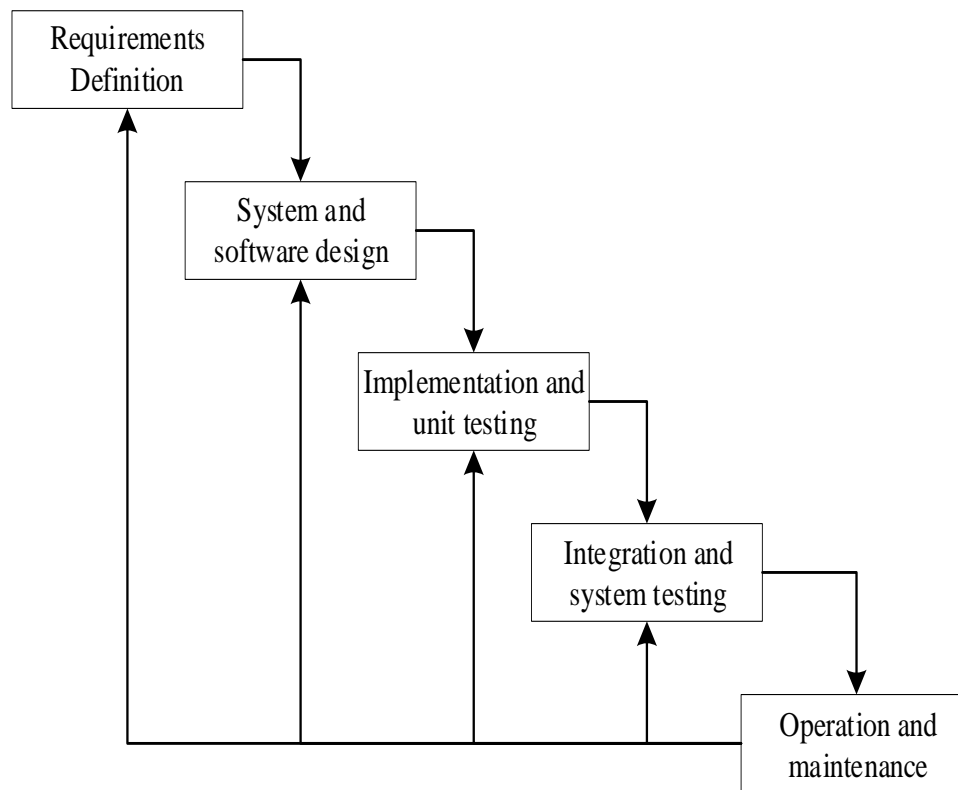 Requirements
Definition
System and
software design
Implementation and
unit testing
Integration and
system testing
Operation and
maintenance